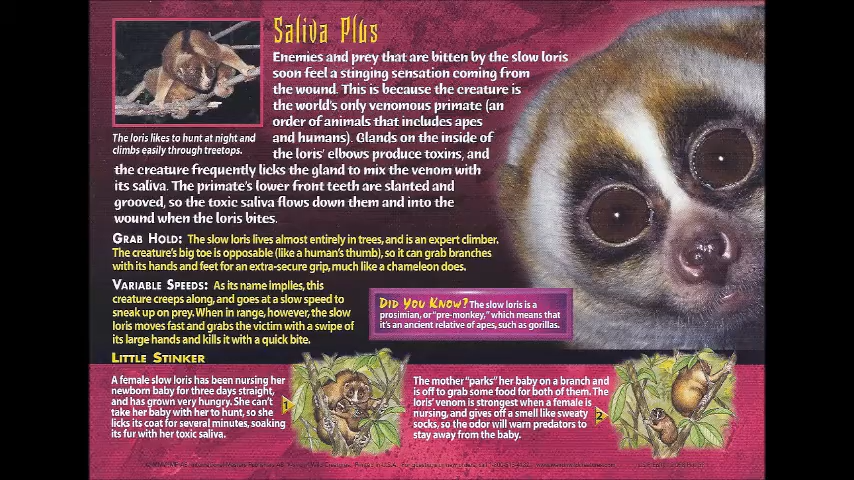 Saliva Plus
Enemies and prey that are bitten by the slow loris
soon feel a stinging sensation coming from
the wound. This is because the creature is
the world's only venomous primate (an
order of animals that includes apes
and humans). Glands on the inside of
the loris' elbows produce toxins, and
the creature frequently licks the gland to mix the venom with
its saliva. The primate's lower front teeth are slanted and
grooved, so the toxic saliva flows down them and into the
wound when the loris bites.
The loris likes to hunt at night and
climbs easily through treetops.
GRAB HOLD: The slow loris lives almost entirely in trees, and is an expert climber.
The creature's big toe is opposable (like a human's thumb), so it can grab branches
with its hands and feet for an extra-secure grip, much like a chameleon does.
VARIABLE SPEEDS: As its name implies, this
creature creeps along, and goes at a slow speed to
sneak up on prey. When in range, however, the slow
loris moves fast and grabs the victim with a swipe of
its large hands and kills it with a quick bite.
DID YOU KNOW? The slow loris is a
prosimian, or "pre-monkey," which means that
it's an ancient relative of apes, such as gorillas.
LITTLE STINKER
A female slow loris has been nursing her
newborn baby for three days straight,
and has grown very hungry. She can't
take her baby with her to hunt, so she
licks its coat for several minutes, soaking
its fur with her toxic saliva.
1
The mother "parks" her baby on a branch and
is off to grab some food for both of them. The
loris' venom is strongest when a female is
nursing, and gives off a smell like sweaty
socks, so the odor will warn predators to
stay away from the baby.
2